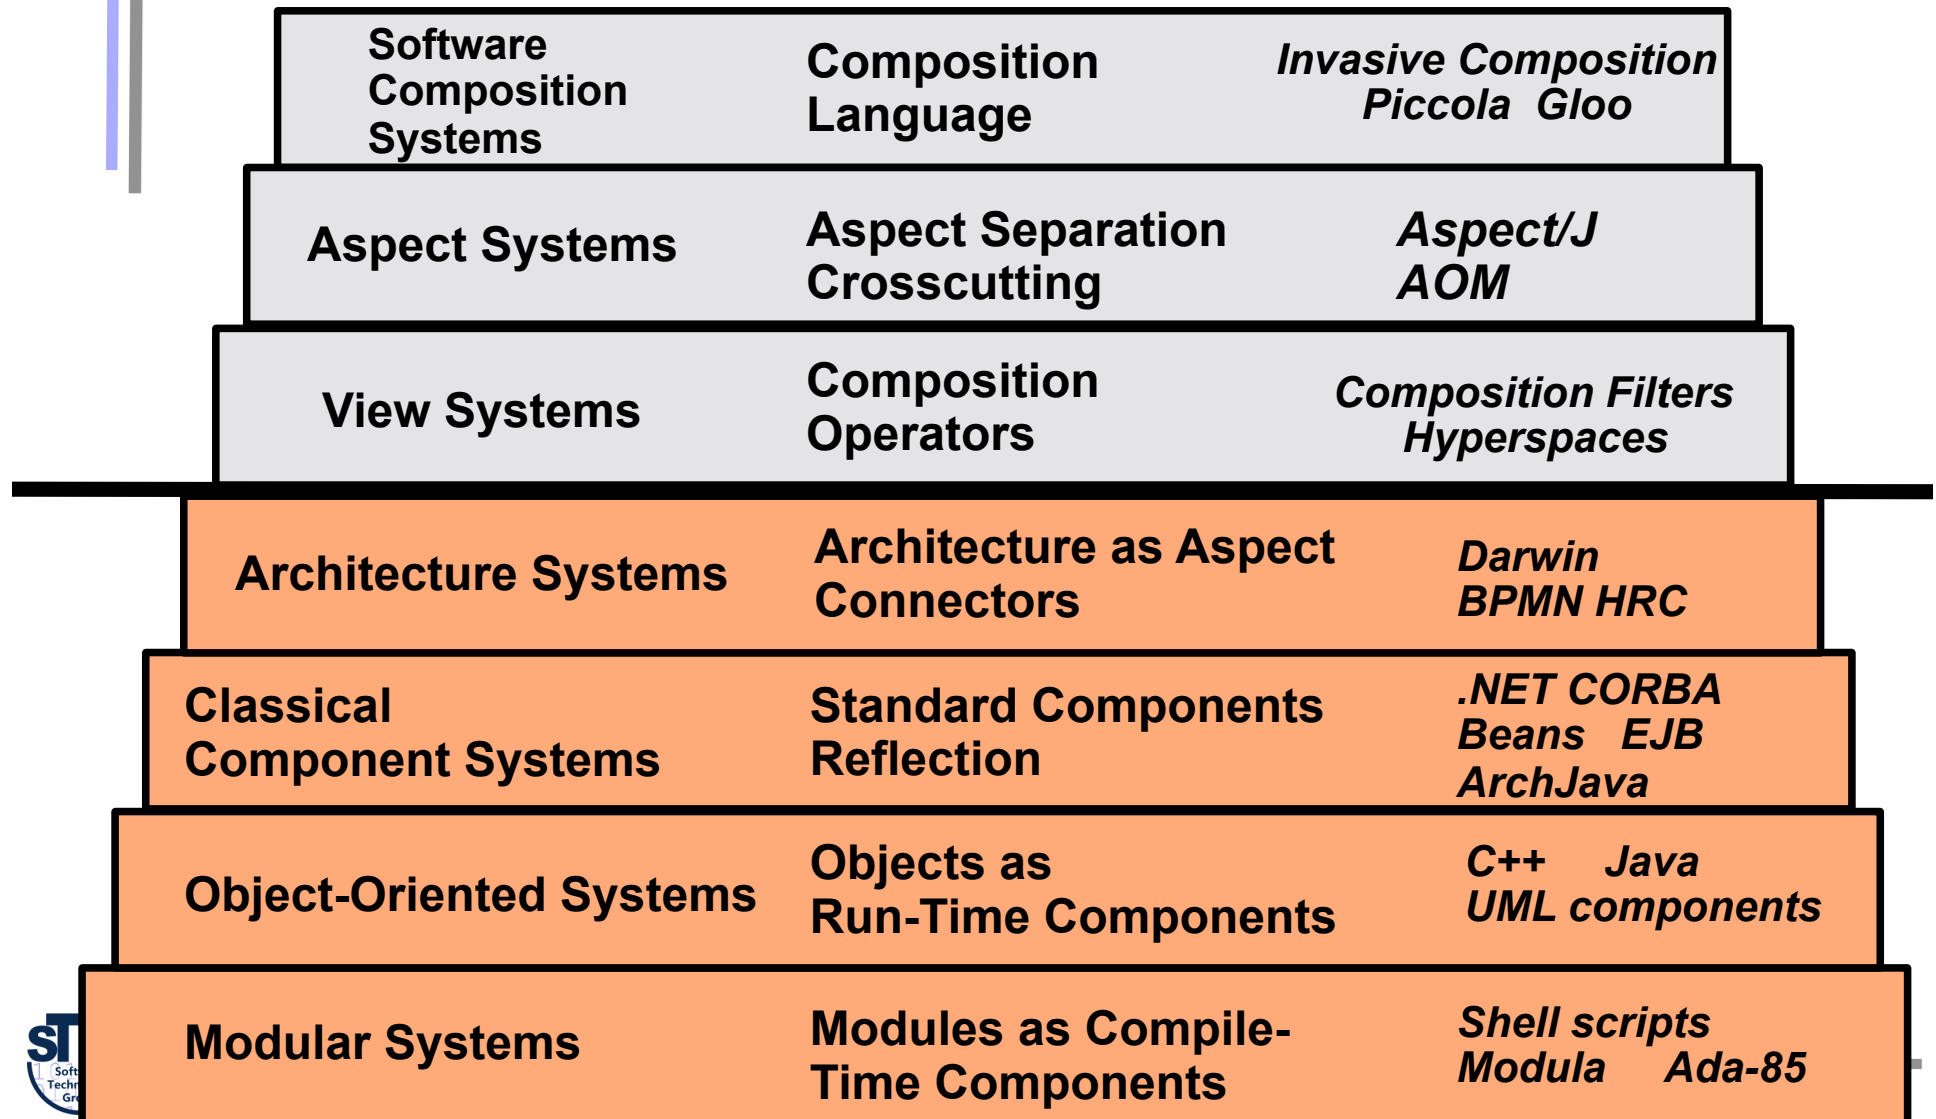 Software
Composition
Systems
Composition
Language
Invasive Composition
Piccola Gloo
Aspect Systems
Aspect Separation
Crosscutting
Aspect/J
AOM
View Systems
Composition
Operators
Composition Filters
Hyperspaces
Architecture Systems
Architecture as Aspect
Connectors
Darwin
BPMN HRC
Classical
Component Systems
Standard Components
Reflection
.NET CORBA
Beans EJB
ArchJava
Object-Oriented Systems
Objects as
Run-Time Components
C++ Java
UML components
Modular Systems
Modules as Compile-
Time Components
Shell scripts
Modula Ada-85